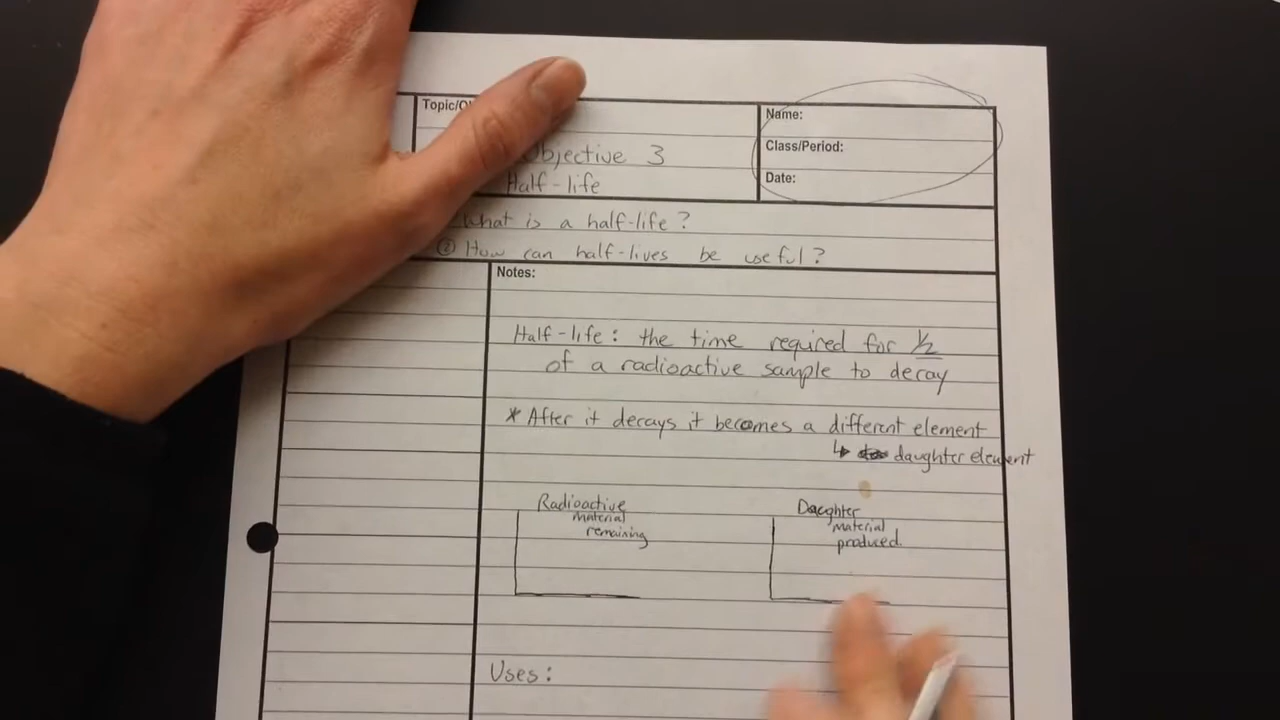 Topic/O
Name:
Class/Period:
Date:
Objective 3
Half-life
What is a half-life?
② How can half-lives be useful?
Notes:
Half-life: the time required for ½
of a radioactive sample to decay
* After it decays it becomes a different element
↳ daughter element
Radioactive
material
remaining
Daughter
material
produced.
Uses: